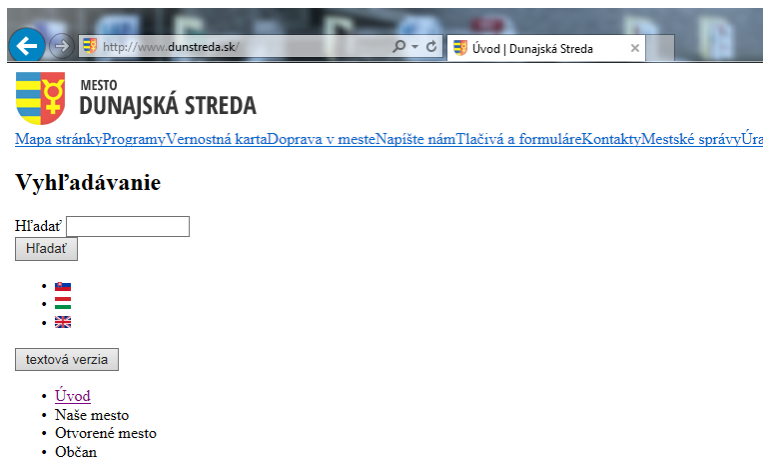 http://www.dunstreda.sk/
Úvod | Dunajská Streda
MESTO
DUNAJSKÁ STREDA
Mapa stránkyProgramyVernostná kartaDoprava v mesteNapíšte námTlačivá a formuláreKontaktyMestské správyÚra
Vyhľadávanie
Hľadať
Hľadať
textová verzia
Úvod
Naše mesto
Otvorené mesto
Občan